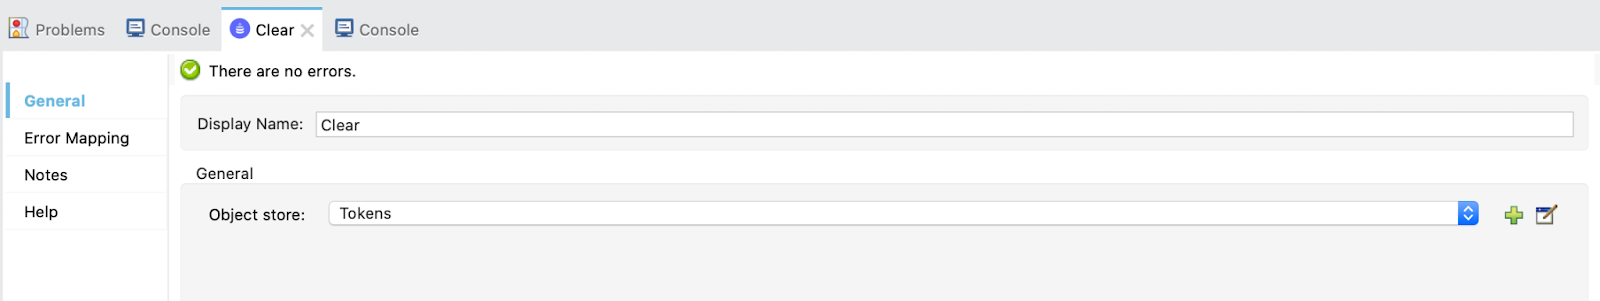 Problems Console Clear Console
There are no errors.
General
Display Name: Clear
Error Mapping
General
Notes
Object store: Tokens
Help